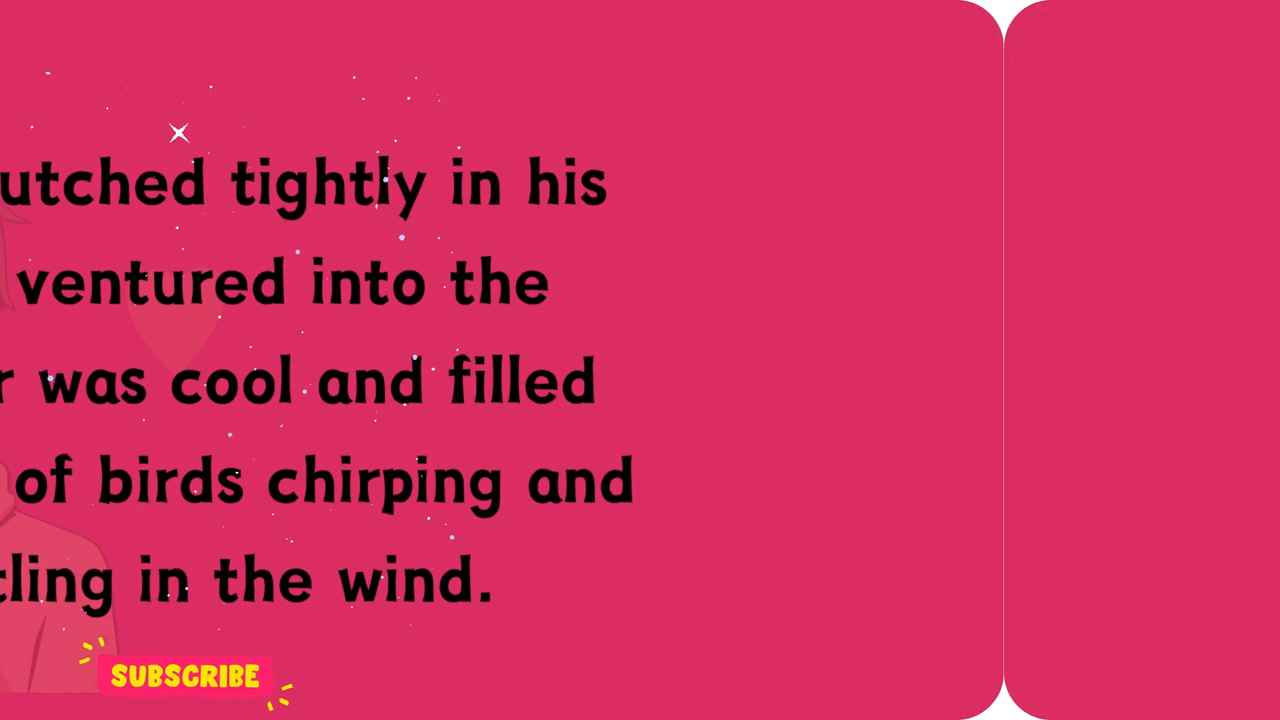 utched tightly in his
ventured into the
r was cool and filled
of birds chirping and
tling in the wind.
SUBSCRIBE